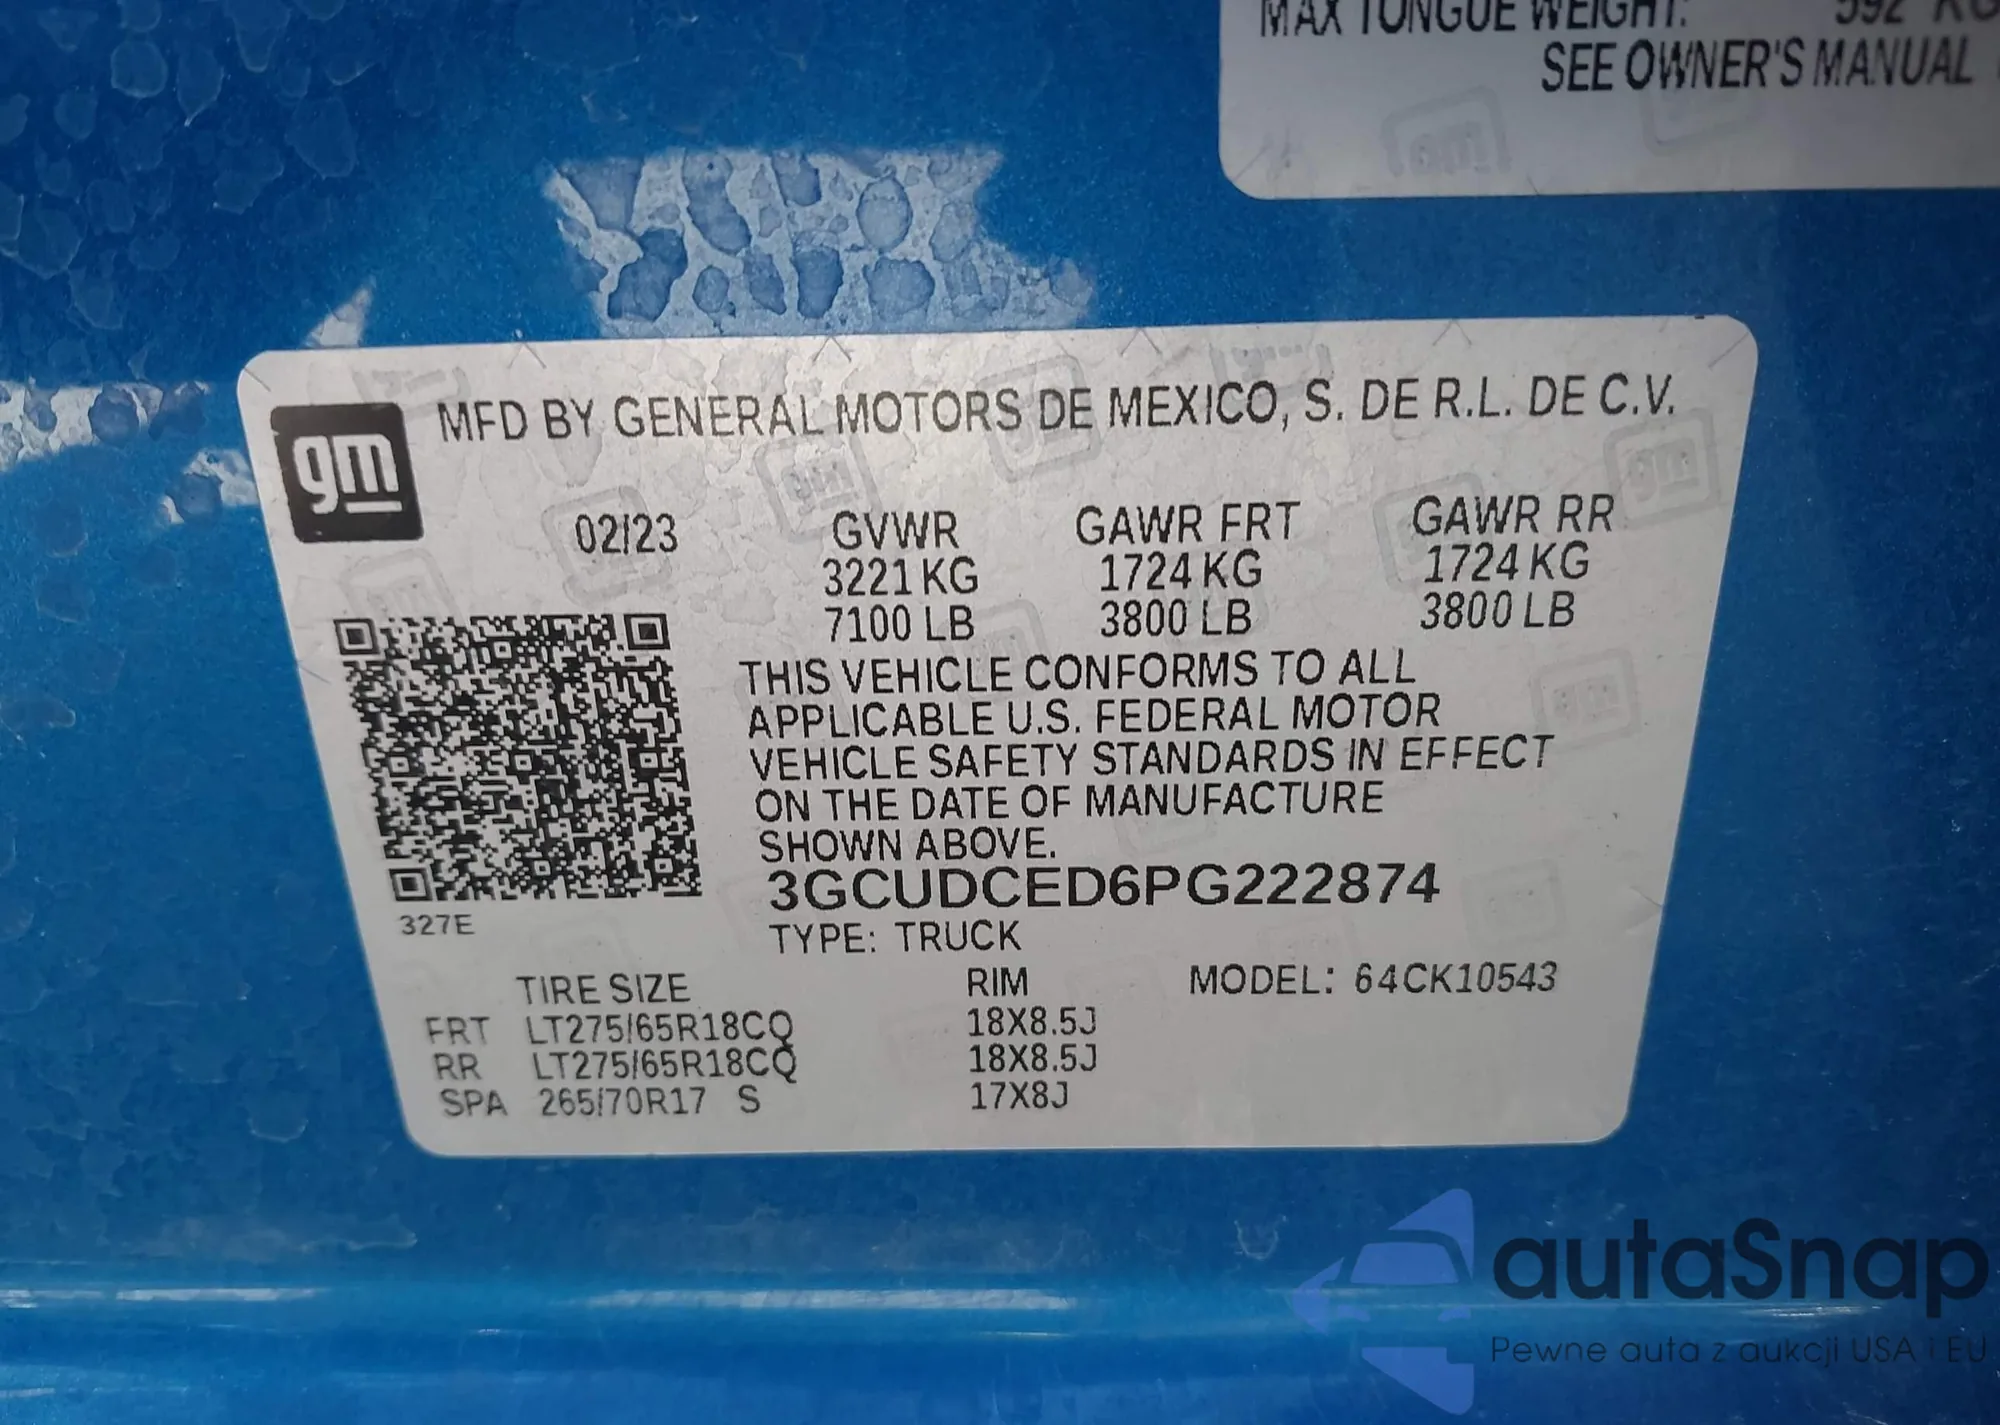 MAX TONGUE WEIGHT: 592 KG
SEE OWNER'S MANUAL
gm MFD BY GENERAL MOTORS DE MEXICO, S. DE R.L. DE C.V.
02/23 GVWR GAWR FRT GAWR RR
3221 KG 1724 KG 1724 KG
7100 LB 3800 LB 3800 LB
THIS VEHICLE CONFORMS TO ALL
APPLICABLE U.S. FEDERAL MOTOR
VEHICLE SAFETY STANDARDS IN EFFECT
ON THE DATE OF MANUFACTURE
SHOWN ABOVE.
3GCUDCED6PG222874
327E
TYPE: TRUCK
TIRE SIZE RIM MODEL: 64CK10543
FRT LT275/65R18CQ 18X8.5J
RR LT275/65R18CQ 18X8.5J
SPA 265/70R17 S 17X8J
autaSnap
Pewne auta z aukcji USA i EU